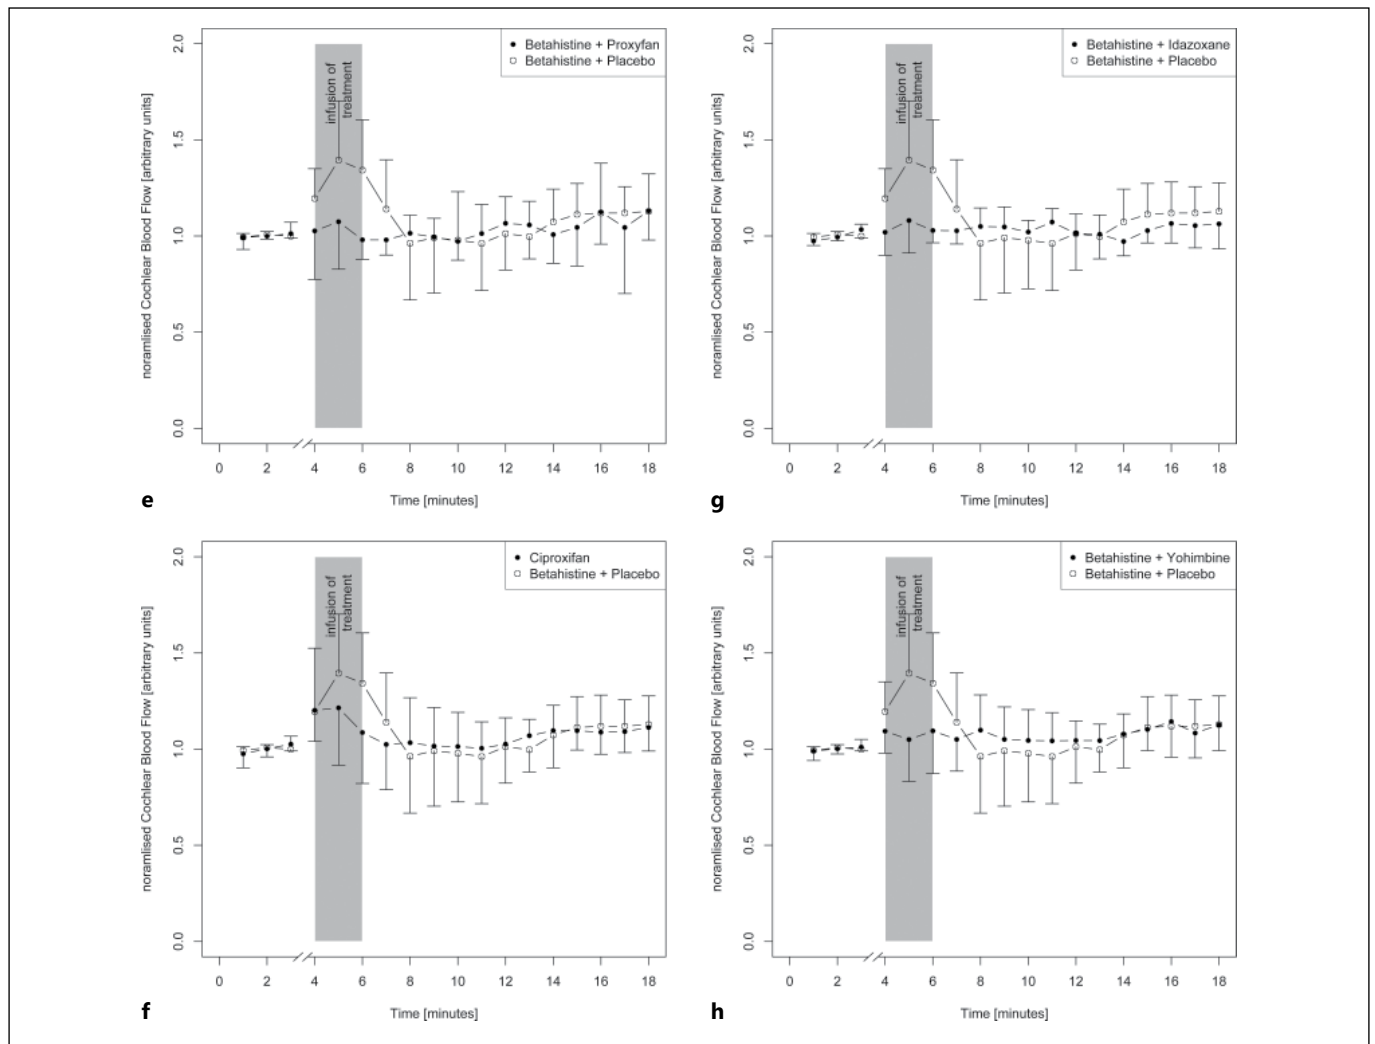 Betahistine + Proxyfan
Betahistine + Placebo
infusion of
treatment
noramlised Cochlear Blood Flow [arbitrary units]
2.0
1.5
1.0
0.5
0.0
0 2 4 6 8 10 12 14 16 18
Time [minutes]
e
Betahistine + Idazoxane
Betahistine + Placebo
infusion of
treatment
noramlised Cochlear Blood Flow [arbitrary units]
2.0
1.5
1.0
0.5
0.0
0 2 4 6 8 10 12 14 16 18
Time [minutes]
g
Ciproxifan
Betahistine + Placebo
infusion of
treatment
noramlised Cochlear Blood Flow [arbitrary units]
2.0
1.5
1.0
0.5
0.0
0 2 4 6 8 10 12 14 16 18
Time [minutes]
f
Betahistine + Yohimbine
Betahistine + Placebo
infusion of
treatment
noramlised Cochlear Blood Flow [arbitrary units]
2.0
1.5
1.0
0.5
0.0
0 2 4 6 8 10 12 14 16 18
Time [minutes]
h